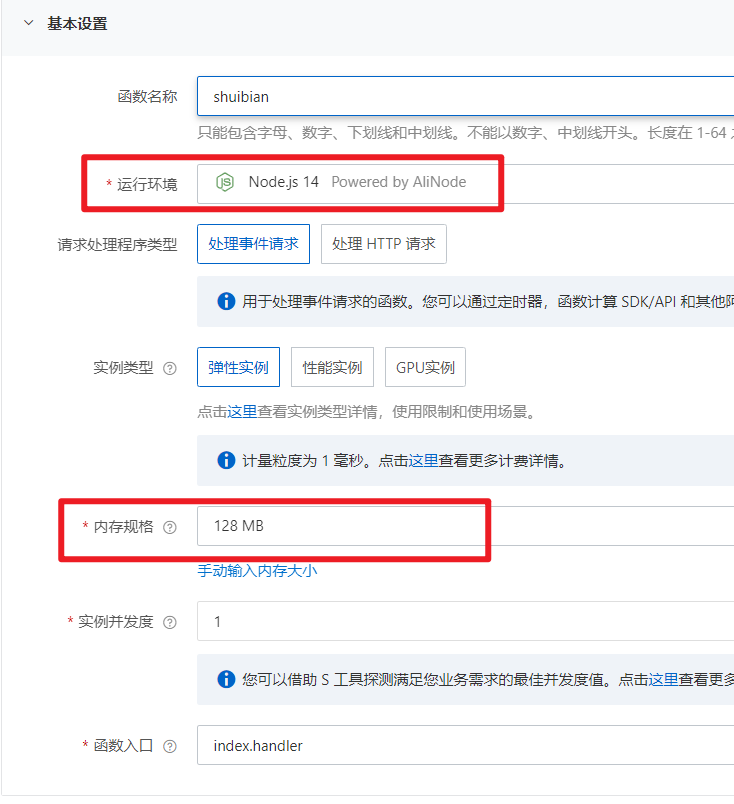 基本设置
函数名称
shuibian
只能包含字母、数字、下划线和中划线。不能以数字、中划线开头。长度在 1-64
* 运行环境
JS Node.js 14 Powered by AliNode
请求处理程序类型
处理事件请求
处理 HTTP 请求
用于处理事件请求的函数。您可以通过定时器，函数计算 SDK/API 和其他
实例类型
弹性实例
性能实例
GPU实例
点击这里查看实例类型详情，使用限制和使用场景。
计量粒度为 1 毫秒。点击这里查看更多计费详情。
* 内存规格
128 MB
手动输入内存大小
* 实例并发度
1
您可以借助 S 工具探测满足您业务需求的最佳并发度值。点击这里查看更多
* 函数入口
index.handler